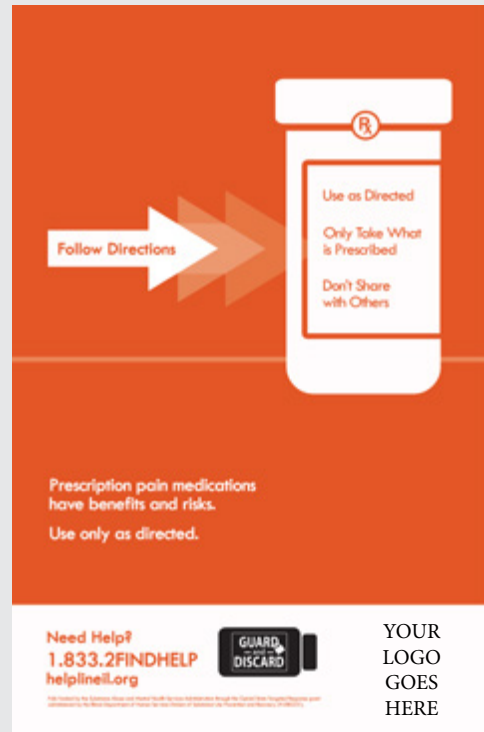 Rx
Use as Directed
Only Take What
is Prescribed
Don't Share
with Others
Follow Directions
Prescription pain medications
have benefits and risks.
Use only as directed.
Need Help?
1.833.2FINDHELP
helplineil.org
GUARD
and
DISCARD
YOUR
LOGO
GOES
HERE